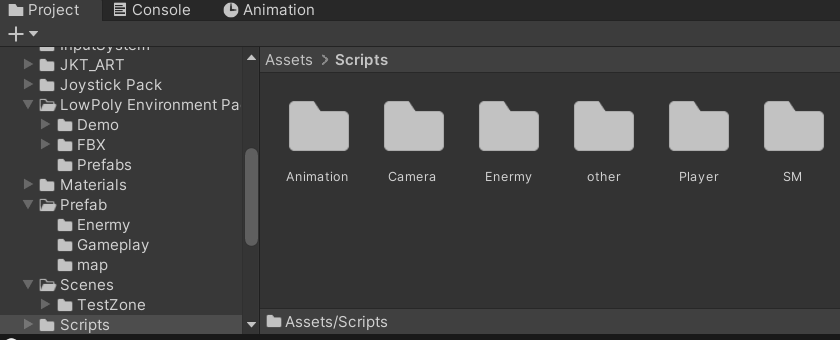 Project Console Animation
InputSystem
JKT_ART
Joystick Pack
LowPoly Environment Pa
Demo
FBX
Prefabs
Materials
Prefab
Enermy
Gameplay
map
Scenes
TestZone
Scripts
Assets > Scripts
Animation Camera Enermy other Player SM
Assets/Scripts